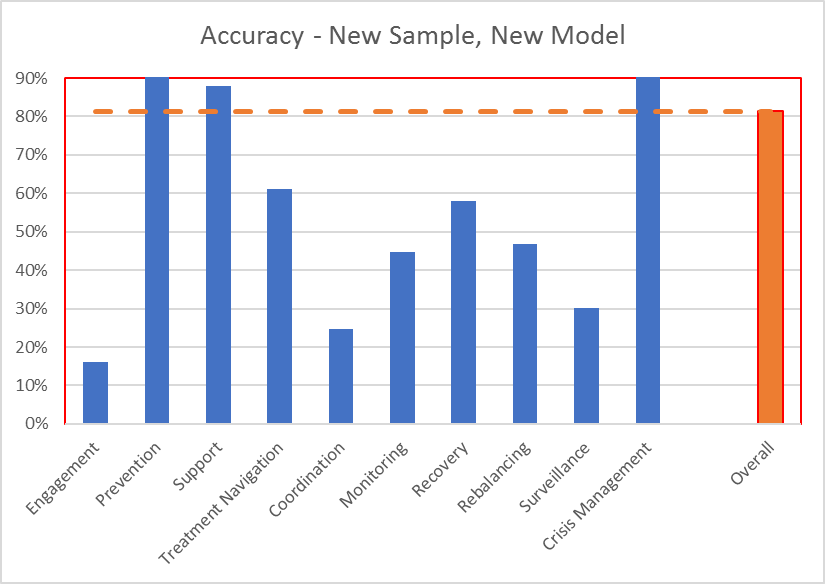 Accuracy - New Sample, New Model
90%
80%
70%
60%
50%
40%
30%
20%
10%
0%
Engagement
Prevention
Support
Treatment Navigation
Coordination
Monitoring
Recovery
Rebalancing
Surveillance
Crisis Management
Overall